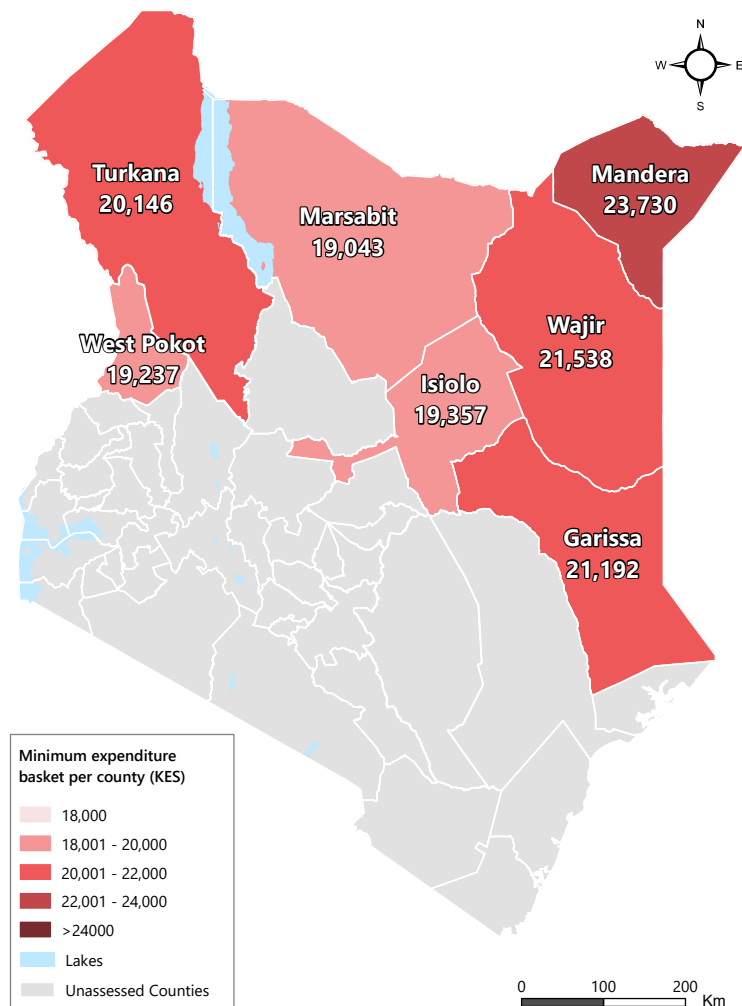 N
W
E
S
Turkana
20,146
Marsabit
19,043
Mandera
23,730
West Pokot
19,237
Isiolo
19,357
Wajir
21,538
Garissa
21,192
Minimum expenditure
basket per county (KES)
18,000
18,001 - 20,000
20,001 - 22,000
22,001 - 24,000
>24000
Lakes
Unassessed Counties
0 100 200
Km